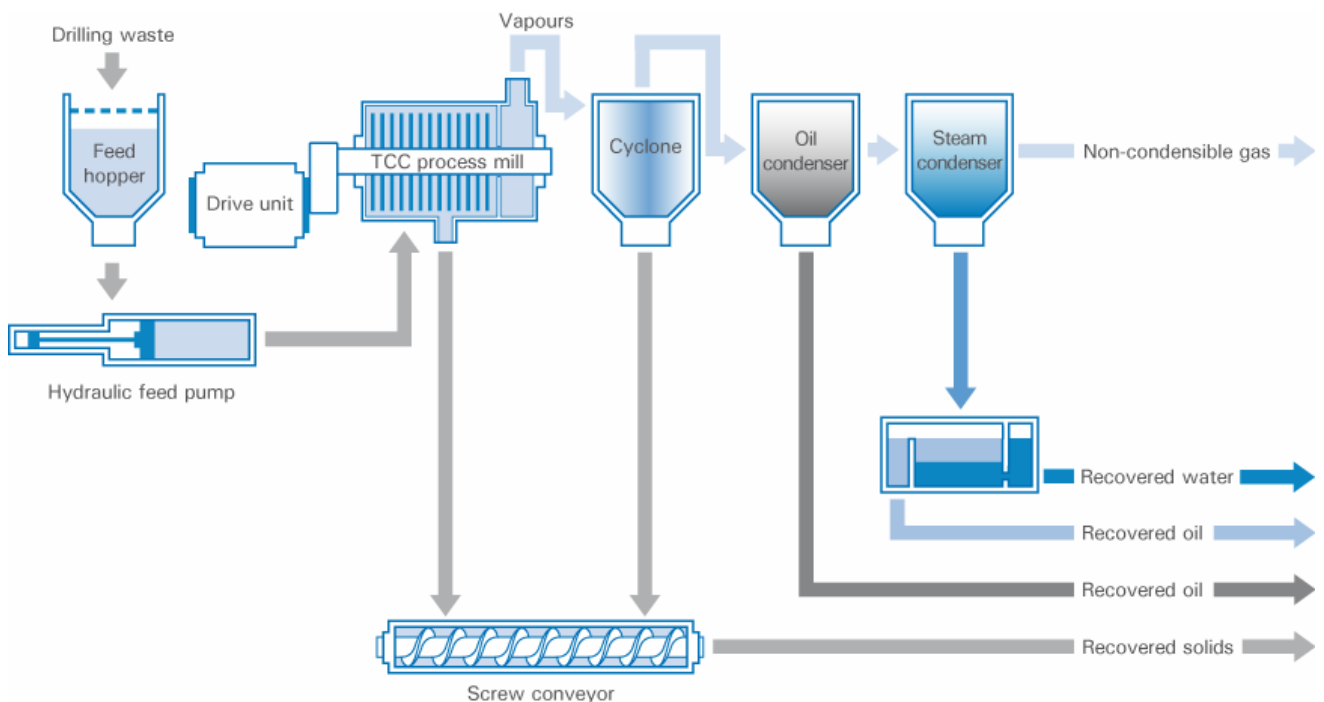 Vapours
Drilling waste
Feed
hopper
Drive unit
TCC process mill
Cyclone
Oil
condenser
Steam
condenser
Non-condensible gas
Hydraulic feed pump
Recovered water
Recovered oil
Recovered oil
Recovered solids
Screw conveyor